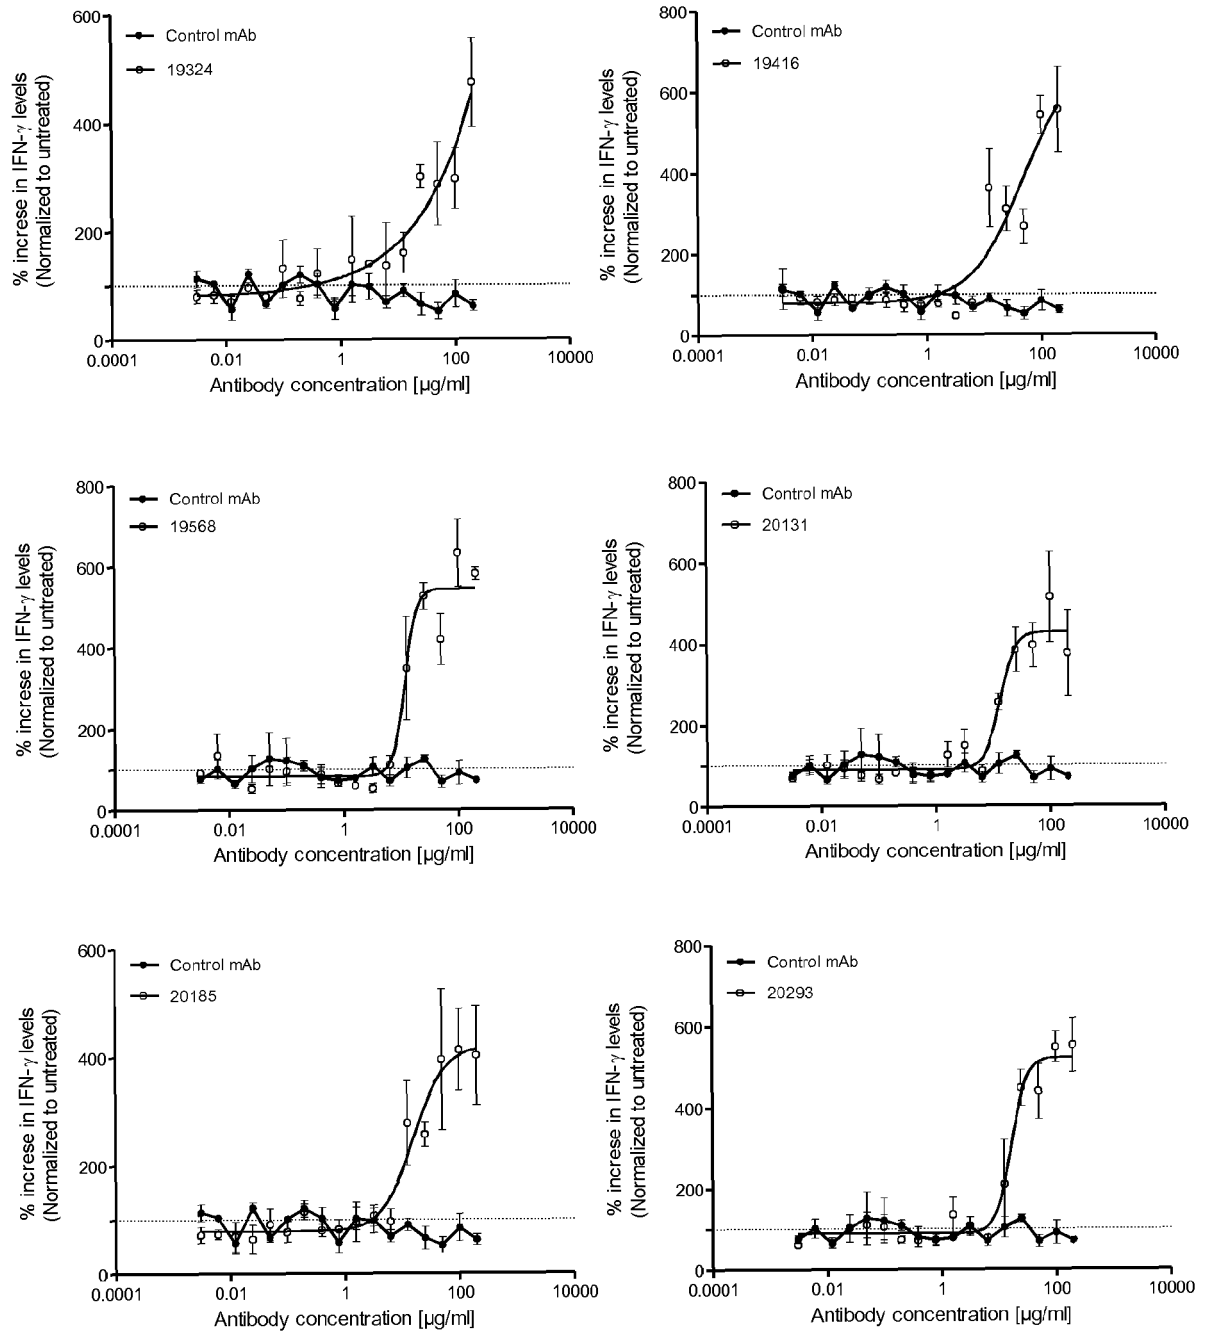 % increse in IFN-γ levels
(Normalized to untreated)
600
400
200
0
Control mAb
19324
0.0001
0.01
1
100
10000
Antibody concentration [µg/ml]
% increse in IFN-γ levels
(Normalized to untreated)
800
600
400
200
0
Control mAb
19416
0.0001
0.01
1
100
10000
Antibody concentration [µg/ml]
% increse in IFN-γ levels
(Normalized to untreated)
800
600
400
200
0
Control mAb
19568
0.0001
0.01
1
100
10000
Antibody concentration [µg/ml]
% increse in IFN-γ levels
(Normalized to untreated)
800
600
400
200
0
Control mAb
20131
0.0001
0.01
1
100
10000
Antibody concentration [µg/ml]
% increse in IFN-γ levels
(Normalized to untreated)
600
400
200
0
Control mAb
20185
0.0001
0.01
1
100
10000
Antibody concentration [µg/ml]
% increse in IFN-γ levels
(Normalized to untreated)
800
600
400
200
0
Control mAb
20293
0.0001
0.01
1
100
10000
Antibody concentration [µg/ml]